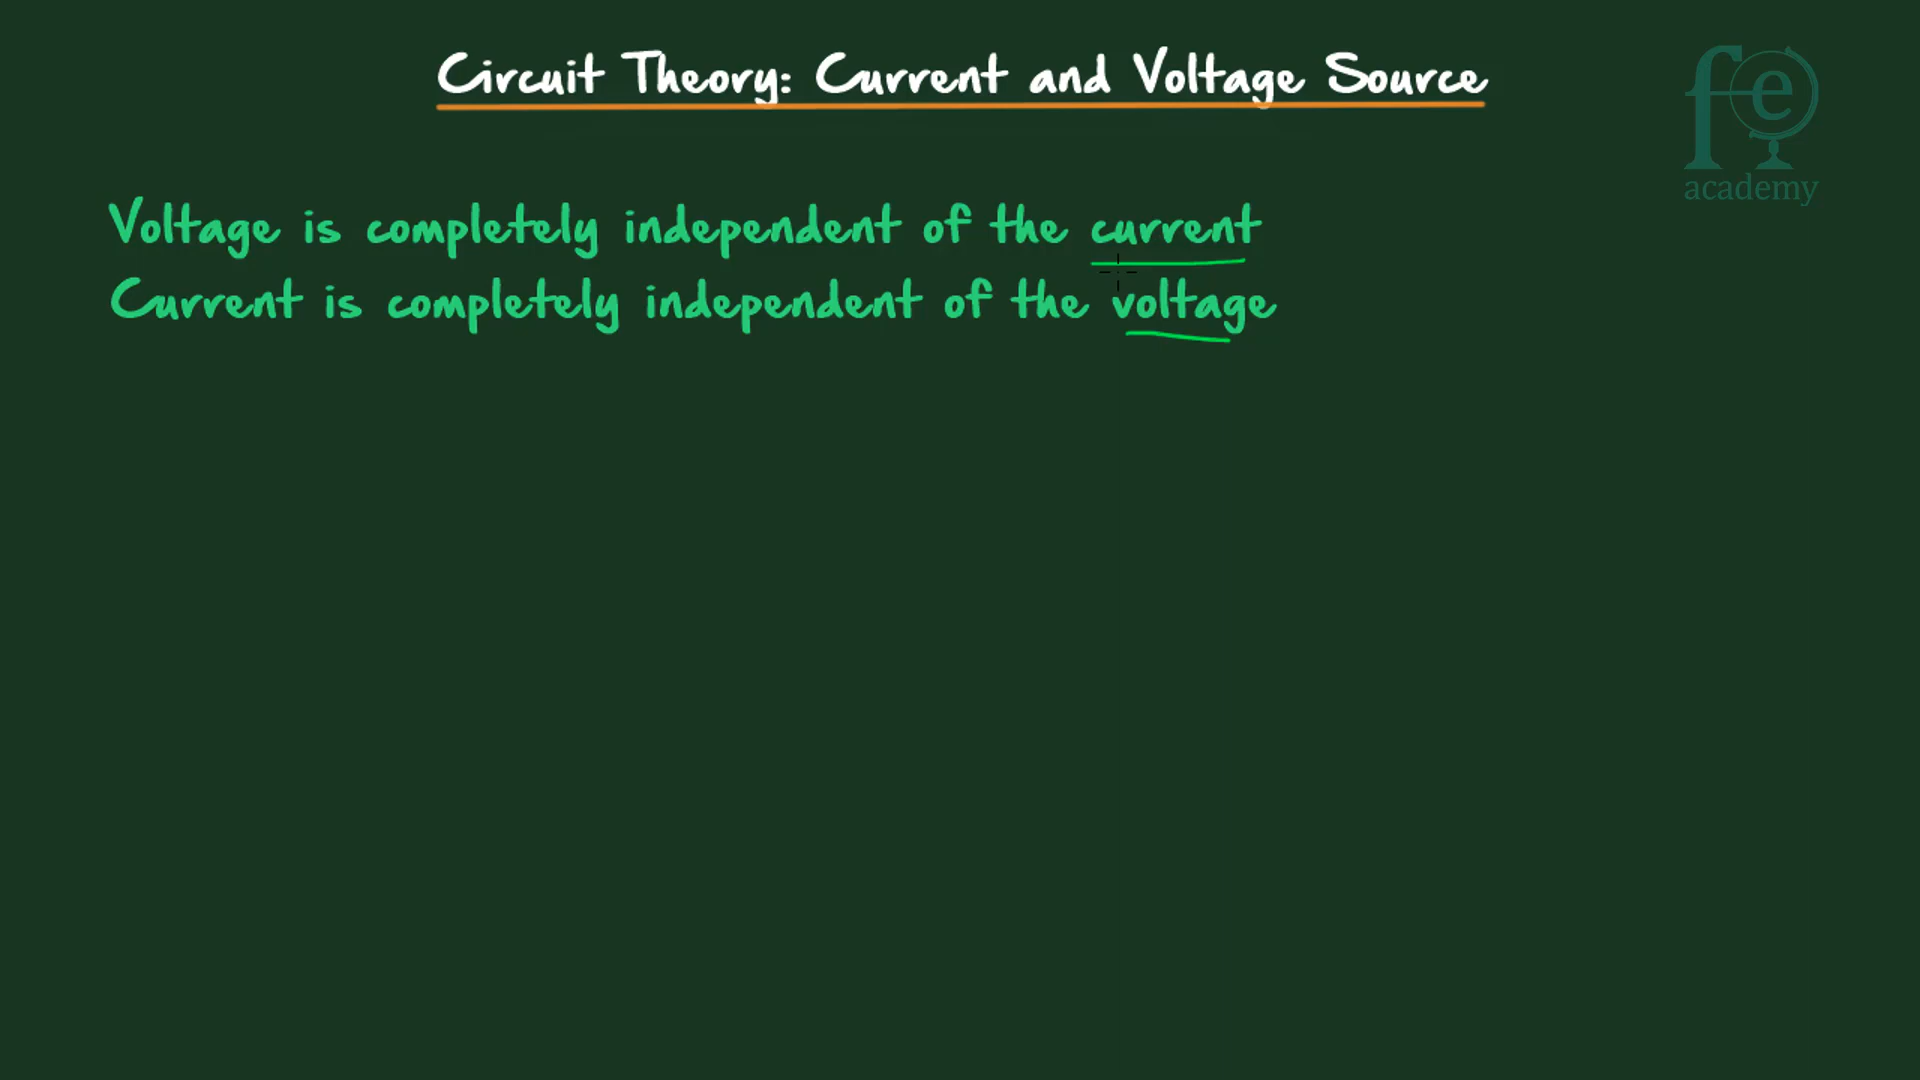 Circuit Theory: Current and Voltage Source
fe
academy
Voltage is completely independent of the current
Current is completely independent of the voltage